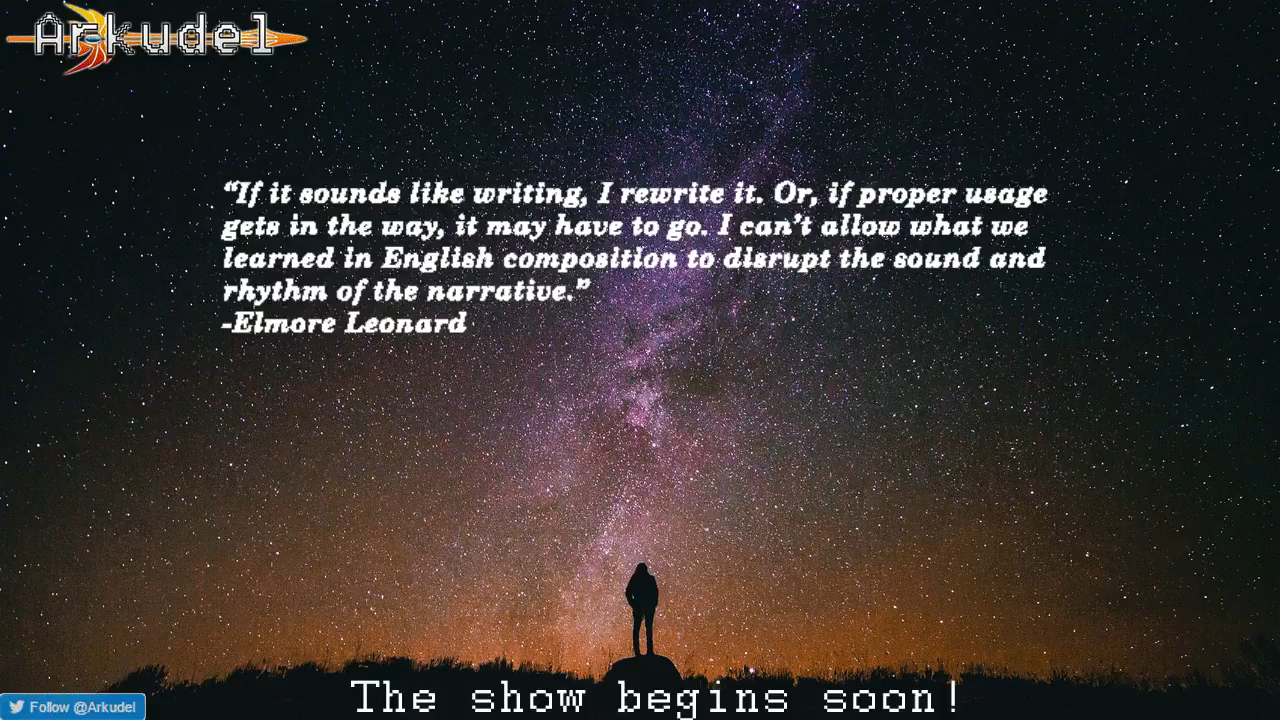 Arkudel
“If it sounds like writing, I rewrite it. Or, if proper usage
gets in the way, it may have to go. I can’t allow what we
learned in English composition to disrupt the sound and
rhythm of the narrative.”
-Elmore Leonard
The show begins soon!
Follow @Arkudel